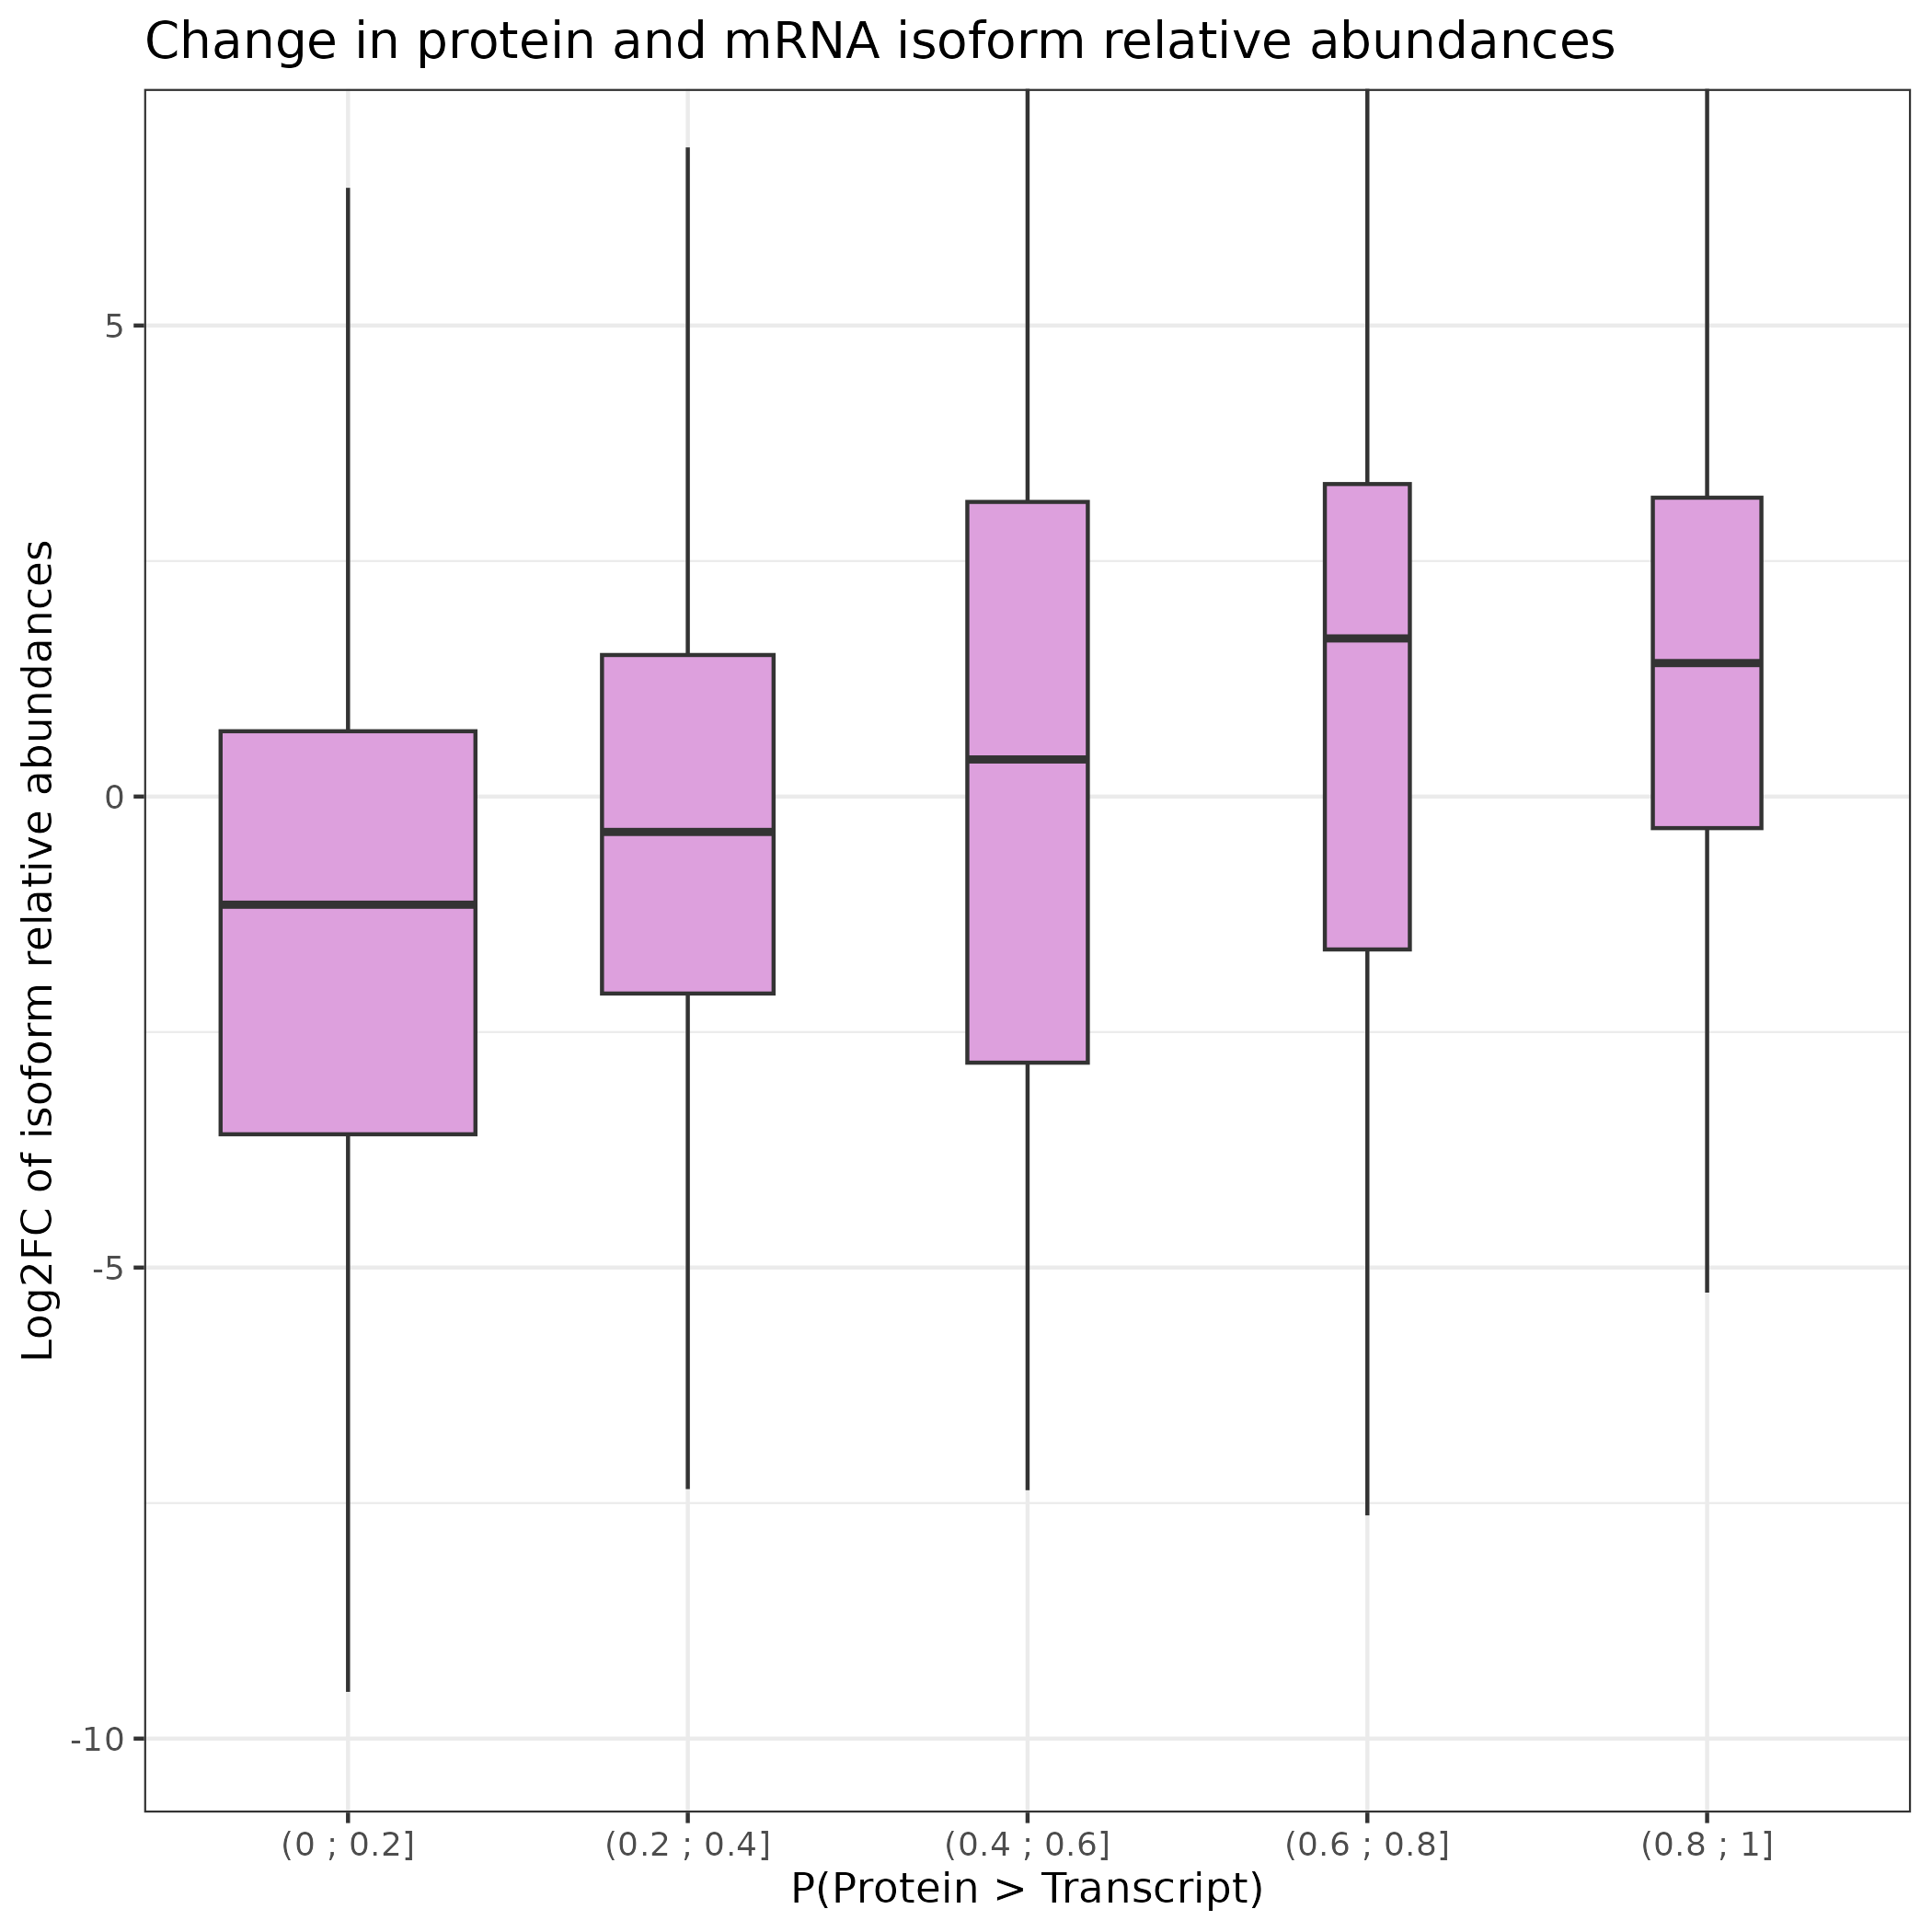 Change in protein and mRNA isoform relative abundances
Log2FC of isoform relative abundances
5
0
-5
-10
(0 ; 0.2]
(0.2 ; 0.4]
(0.4 ; 0.6]
(0.6 ; 0.8]
(0.8 ; 1]
P(Protein > Transcript)